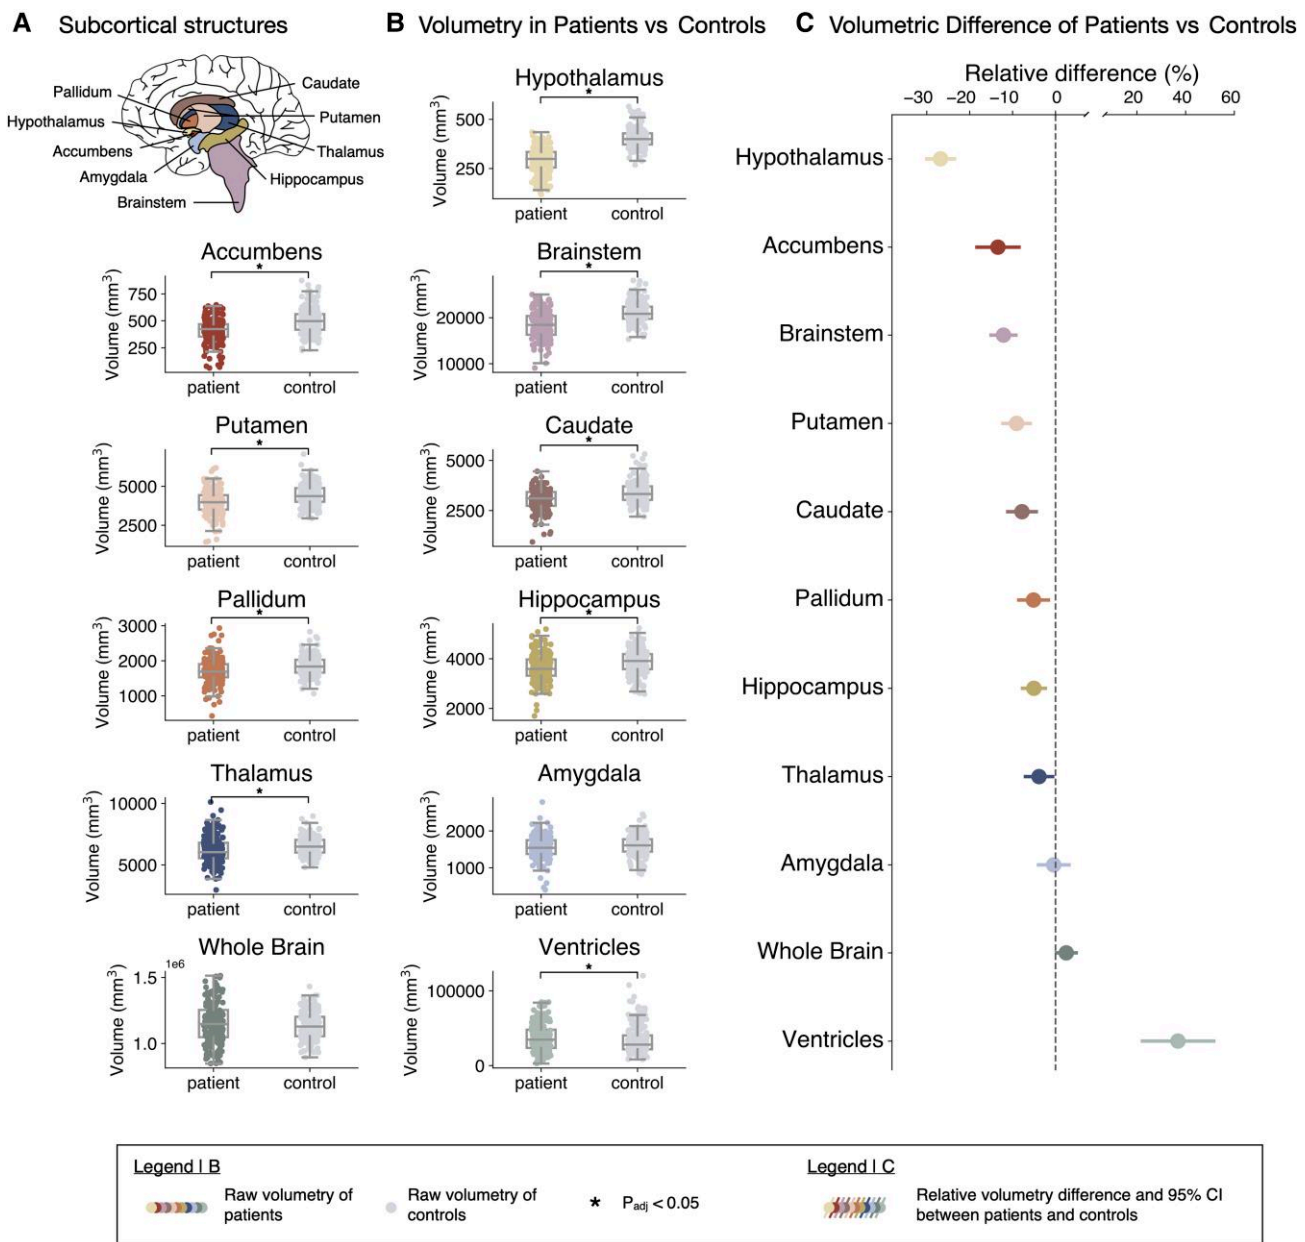 A Subcortical structures
Pallidum
Hypothalamus
Accumbens
Amygdala
Brainstem
Caudate
Putamen
Thalamus
Hippocampus
B Volumetry in Patients vs Controls
Hypothalamus
*
Volume (mm³)
500
250
patient control
Accumbens
*
Volume (mm³)
750
500
250
patient control
Brainstem
*
Volume (mm³)
20000
10000
patient control
Putamen
*
Volume (mm³)
5000
2500
patient control
Caudate
*
Volume (mm³)
5000
2500
patient control
Pallidum
*
Volume (mm³)
3000
2000
1000
patient control
Hippocampus
*
Volume (mm³)
4000
2000
patient control
Thalamus
*
Volume (mm³)
10000
5000
patient control
Amygdala
Volume (mm³)
2000
1000
patient control
Whole Brain
1e6
Volume (mm³)
1.5
1.0
patient control
Ventricles
*
Volume (mm³)
100000
0
patient control
C Volumetric Difference of Patients vs Controls
Relative difference (%)
−30 −20 −10 0 20 40 60
Hypothalamus
Accumbens
Brainstem
Putamen
Caudate
Pallidum
Hippocampus
Thalamus
Amygdala
Whole Brain
Ventricles
Legend | B
Raw volumetry of
patients
Raw volumetry of
controls
* Padj < 0.05
Legend | C
Relative volumetry difference and 95% CI
between patients and controls